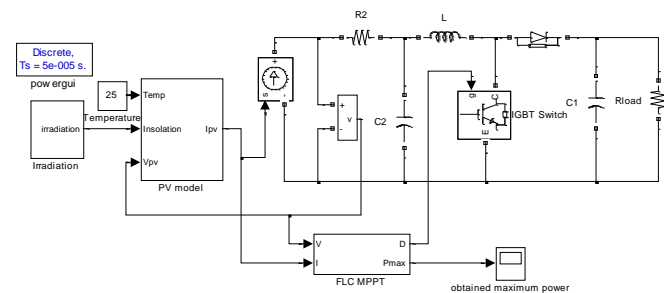 Discrete,
Ts = 5e-005 s.
pow ergui
25
Temperature
irradiation
Irradiation
Temp
Insolation
Vpv
Ipv
PV model
s
+
-
+
-
v
R2
C2
L
g
C
E
IGBT Switch
C1
Rload
V
I
D
Pmax
FLC MPPT
obtained maximum power